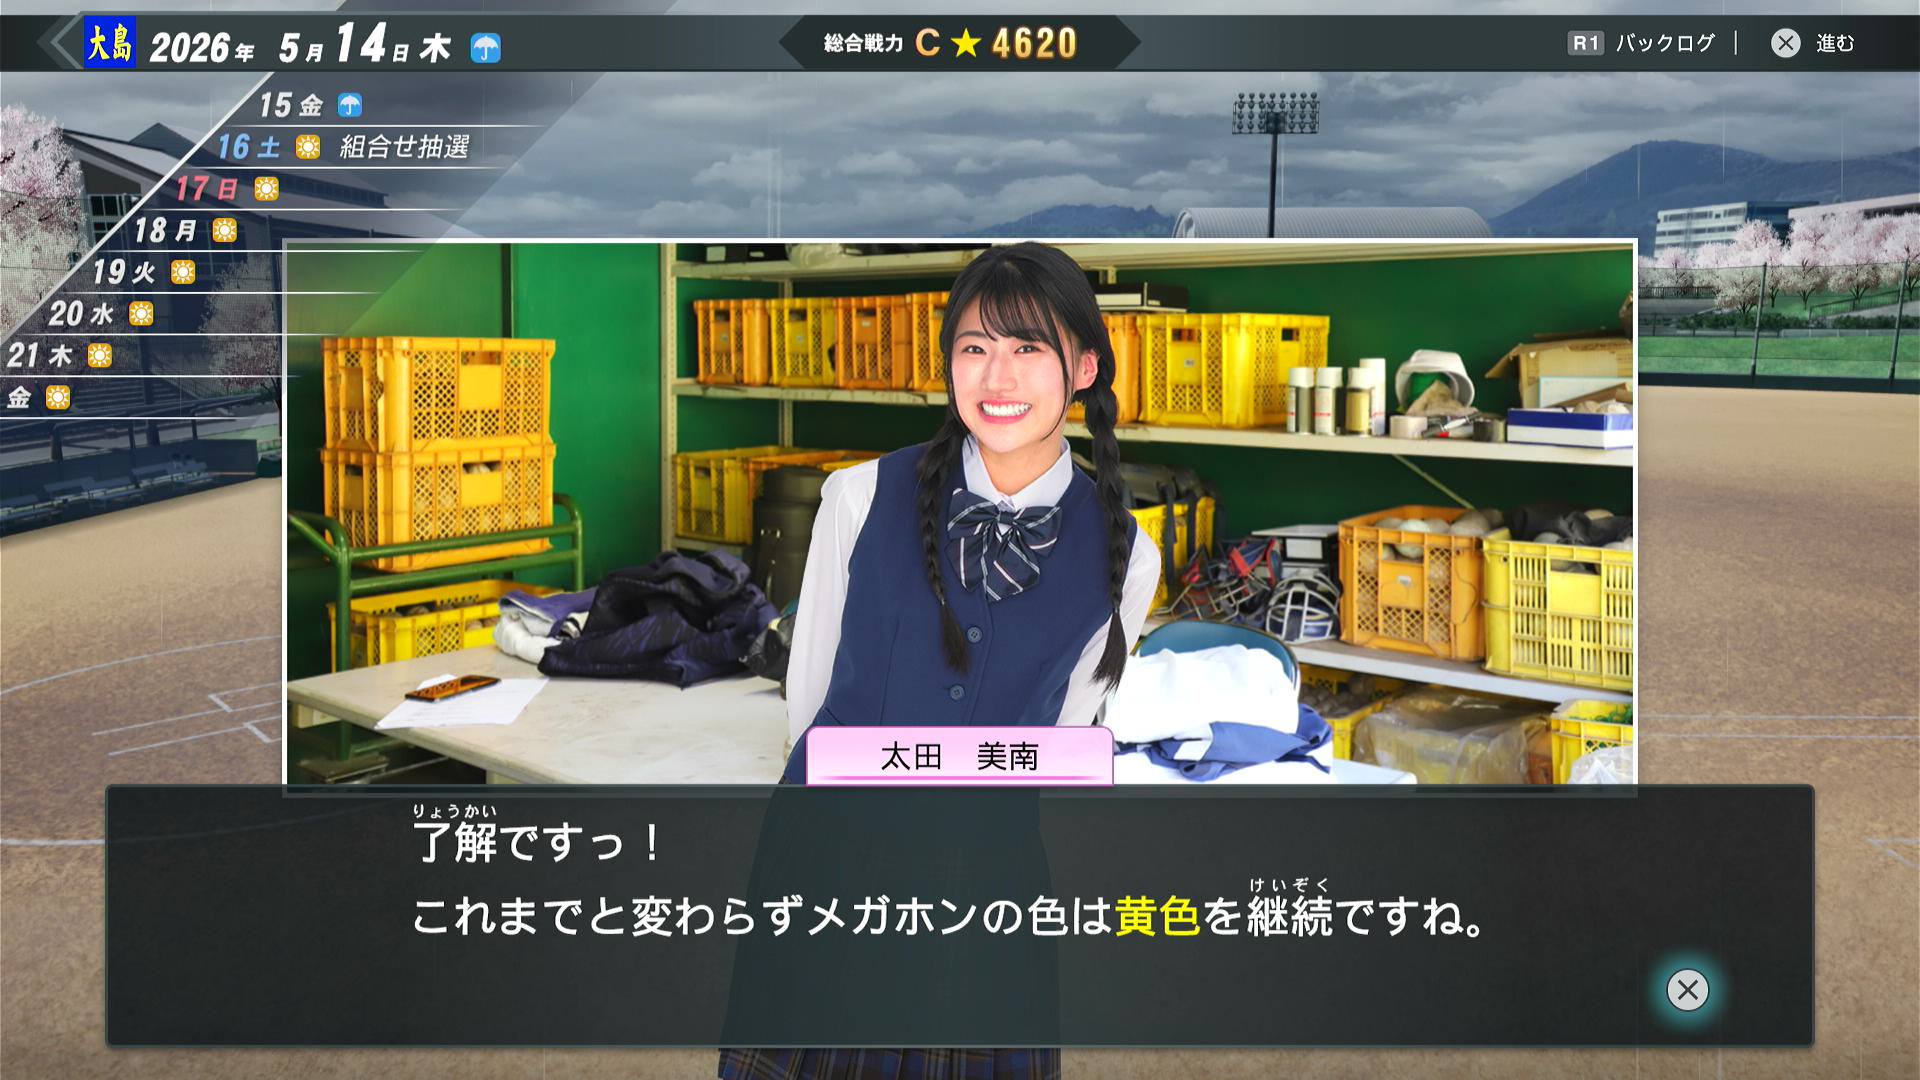 大島 2026年 5月14日木
総合戦力 C ★ 4620
R1 バックログ | 進む
15 金
16 土 組合せ抽選
17 日
18 月
19 火
20 水
21 木
金
太田 美南
りょうかい
了解ですっ！
けいぞく
これまでと変わらずメガホンの色は黄色を継続ですね。